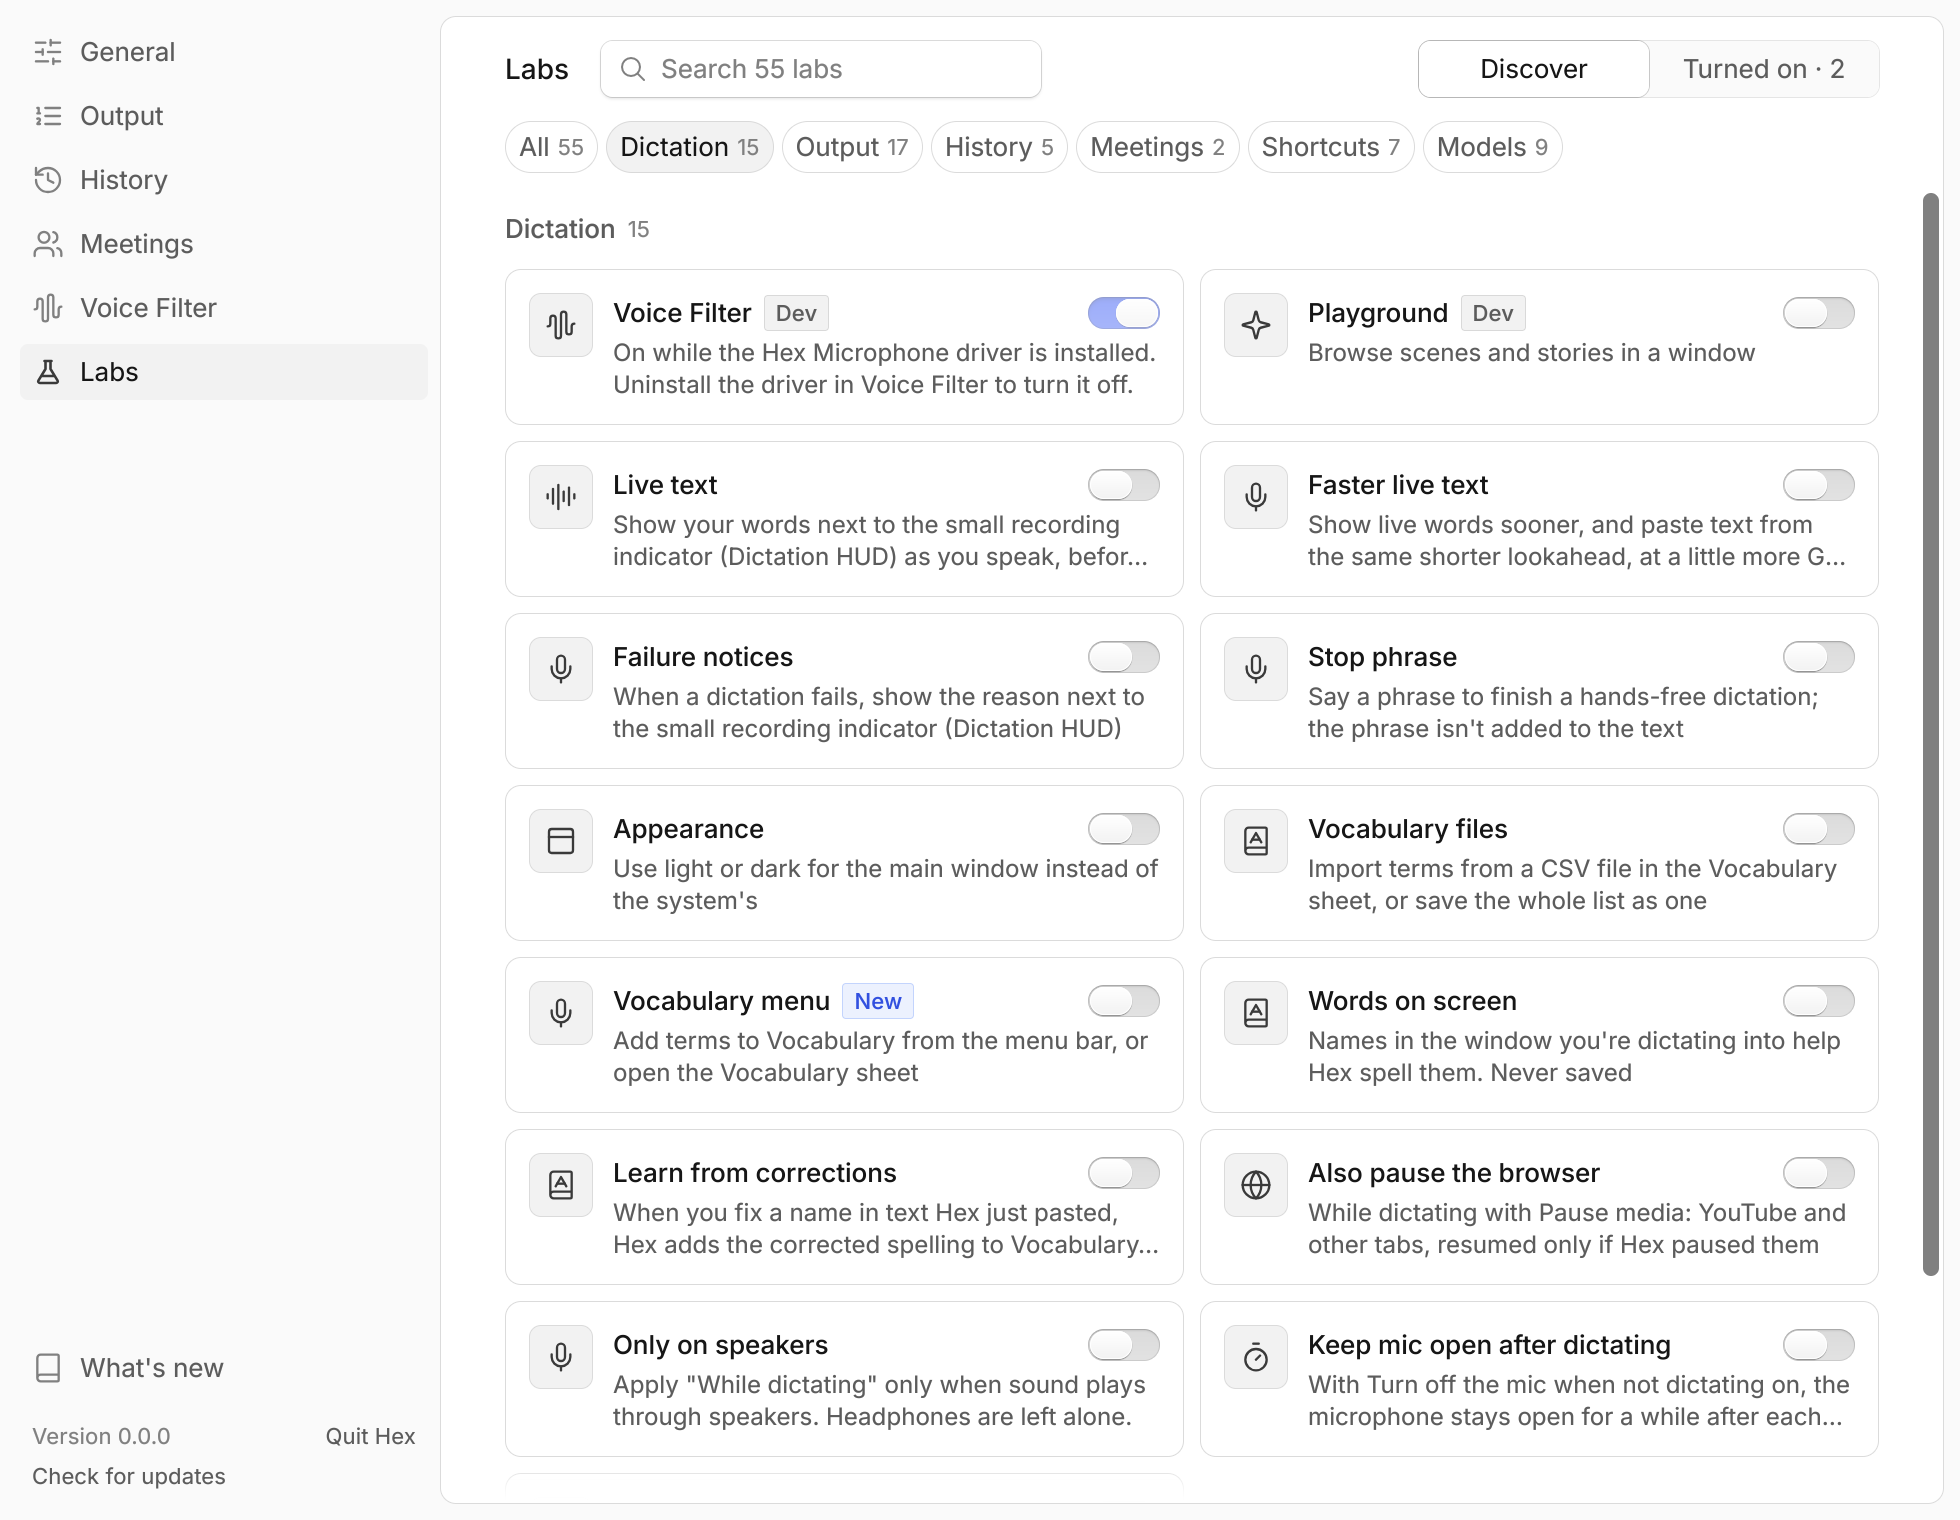 General
Output
History
Meetings
Voice Filter
Labs
What's new
Version 0.0.0
Quit Hex
Check for updates
Labs
Search 55 labs
Discover
Turned on · 2
All 55
Dictation 15
Output 17
History 5
Meetings 2
Shortcuts 7
Models 9
Dictation 15
Voice Filter Dev
On while the Hex Microphone driver is installed.
Uninstall the driver in Voice Filter to turn it off.
Playground Dev
Browse scenes and stories in a window
Live text
Show your words next to the small recording
indicator (Dictation HUD) as you speak, befor...
Faster live text
Show live words sooner, and paste text from
the same shorter lookahead, at a little more G...
Failure notices
When a dictation fails, show the reason next to
the small recording indicator (Dictation HUD)
Stop phrase
Say a phrase to finish a hands-free dictation;
the phrase isn't added to the text
Appearance
Use light or dark for the main window instead of
the system's
Vocabulary files
Import terms from a CSV file in the Vocabulary
sheet, or save the whole list as one
Vocabulary menu New
Add terms to Vocabulary from the menu bar, or
open the Vocabulary sheet
Words on screen
Names in the window you're dictating into help
Hex spell them. Never saved
Learn from corrections
When you fix a name in text Hex just pasted,
Hex adds the corrected spelling to Vocabulary...
Also pause the browser
While dictating with Pause media: YouTube and
other tabs, resumed only if Hex paused them
Only on speakers
Apply "While dictating" only when sound plays
through speakers. Headphones are left alone.
Keep mic open after dictating
With Turn off the mic when not dictating on, the
microphone stays open for a while after each...